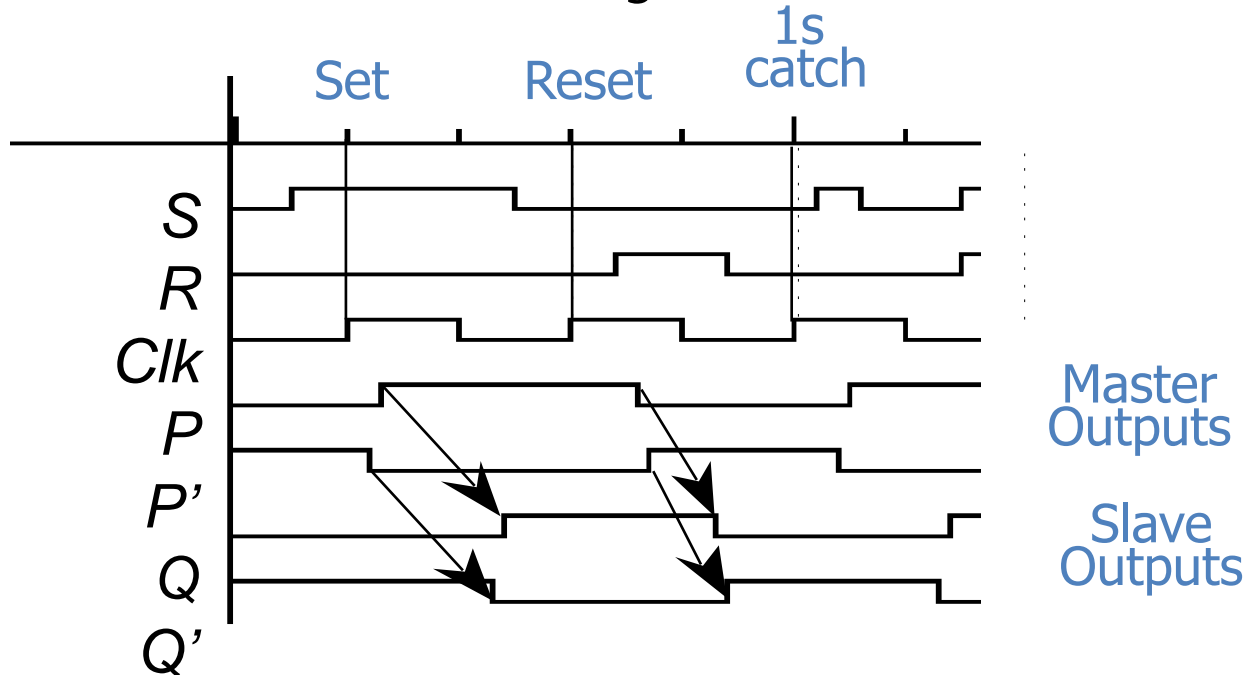 1s
catch
Set
Reset
S
R
Clk
P
P’
Q
Q’
Master
Outputs
Slave
Outputs